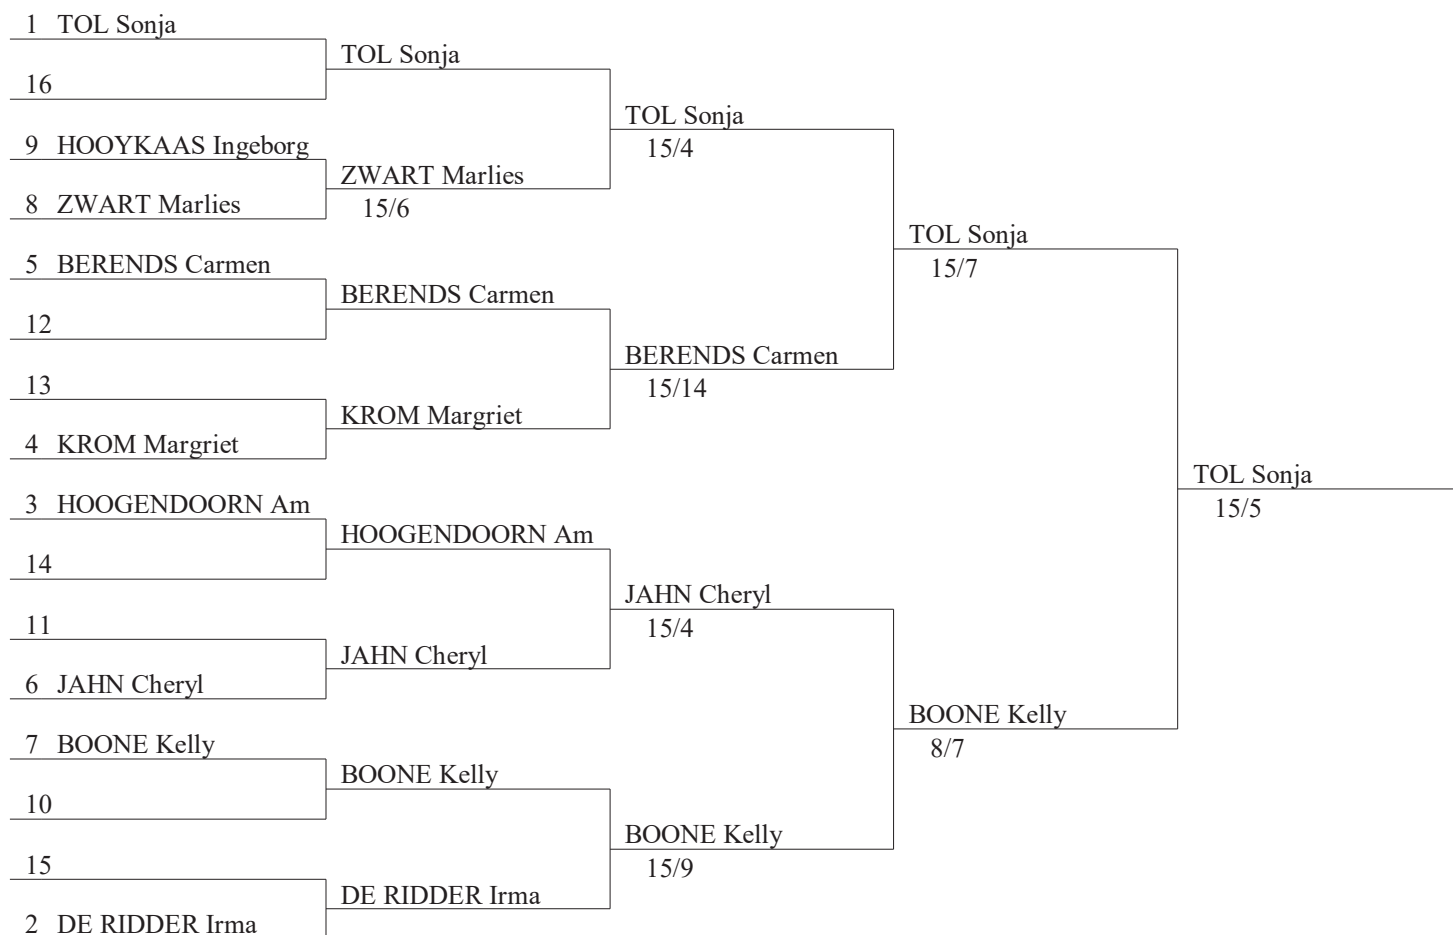 1 TOL Sonja
16
9 HOOYKAAS Ingeborg
8 ZWART Marlies
5 BERENDS Carmen
12
13
4 KROM Margriet
3 HOOGENDOORN Am
14
11
6 JAHN Cheryl
7 BOONE Kelly
10
15
2 DE RIDDER Irma
TOL Sonja
ZWART Marlies
15/6
BERENDS Carmen
KROM Margriet
HOOGENDOORN Am
JAHN Cheryl
BOONE Kelly
DE RIDDER Irma
TOL Sonja
15/4
BERENDS Carmen
15/14
JAHN Cheryl
15/4
BOONE Kelly
15/9
TOL Sonja
15/7
BOONE Kelly
8/7
TOL Sonja
15/5